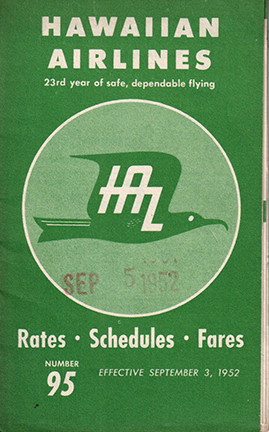 HAWAIIAN
AIRLINES
23rd year of safe, dependable flying
HAL
SEP 5 1952
Rates · Schedules · Fares
NUMBER
95
EFFECTIVE SEPTEMBER 3, 1952